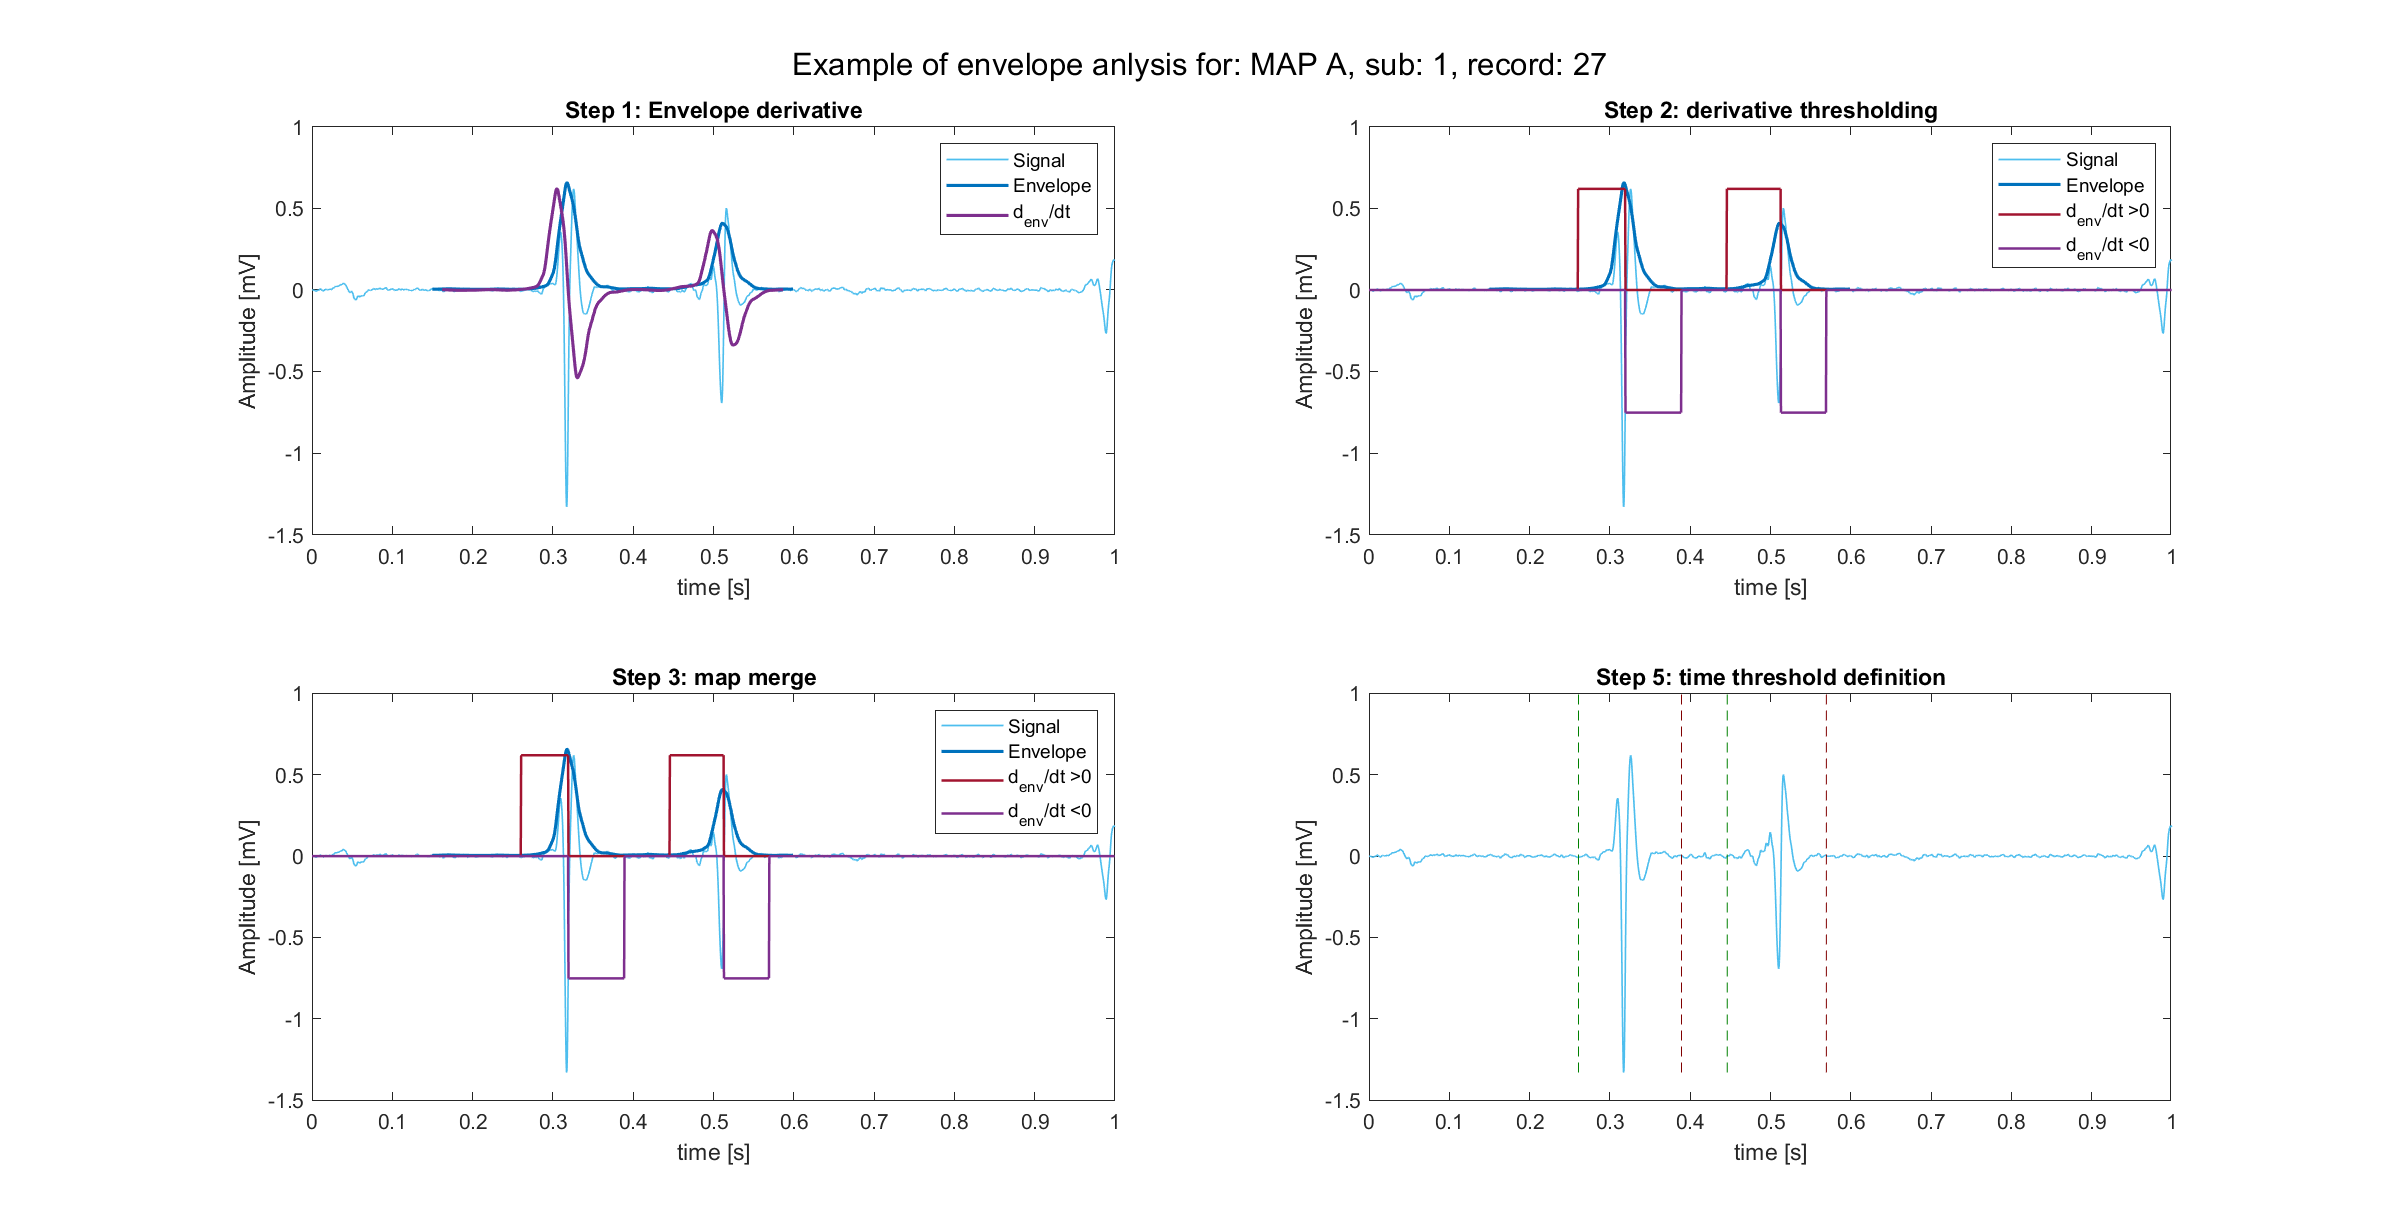 Example of envelope anlysis for: MAP A, sub: 1, record: 27
Step 1: Envelope derivative
1
0.5
0
-0.5
-1
-1.5
Amplitude [mV]
0 0.1 0.2 0.3 0.4 0.5 0.6 0.7 0.8 0.9 1
time [s]
Signal
Envelope
d_env/dt
Step 2: derivative thresholding
1
0.5
0
-0.5
-1
-1.5
Amplitude [mV]
0 0.1 0.2 0.3 0.4 0.5 0.6 0.7 0.8 0.9 1
time [s]
Signal
Envelope
d_env/dt >0
d_env/dt <0
Step 3: map merge
1
0.5
0
-0.5
-1
-1.5
Amplitude [mV]
0 0.1 0.2 0.3 0.4 0.5 0.6 0.7 0.8 0.9 1
time [s]
Signal
Envelope
d_env/dt >0
d_env/dt <0
Step 5: time threshold definition
1
0.5
0
-0.5
-1
-1.5
Amplitude [mV]
0 0.1 0.2 0.3 0.4 0.5 0.6 0.7 0.8 0.9 1
time [s]